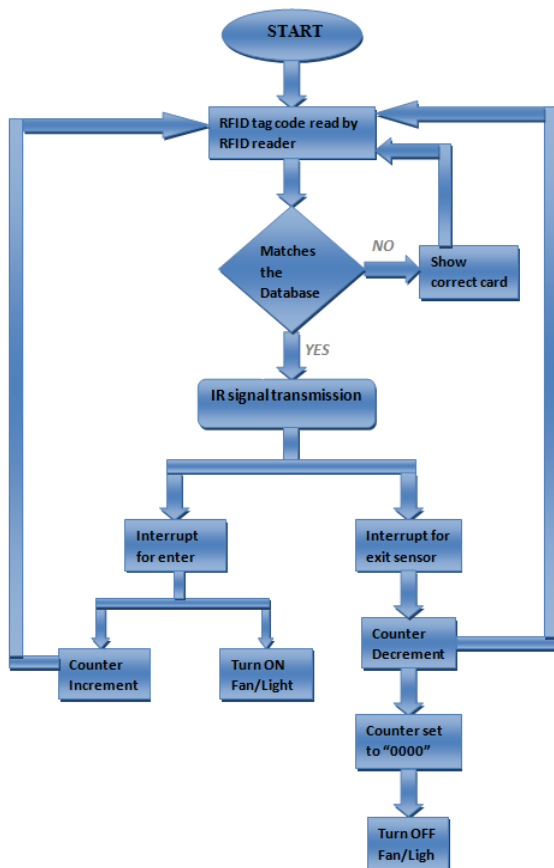 START
RFID tag code read by
RFID reader
Matches
the
Database
NO
Show
correct card
YES
IR signal transmission
Interrupt
for enter
Interrupt for
exit sensor
Counter
Increment
Turn ON
Fan/Light
Counter
Decrement
Counter set
to “0000”
Turn OFF
Fan/Ligh